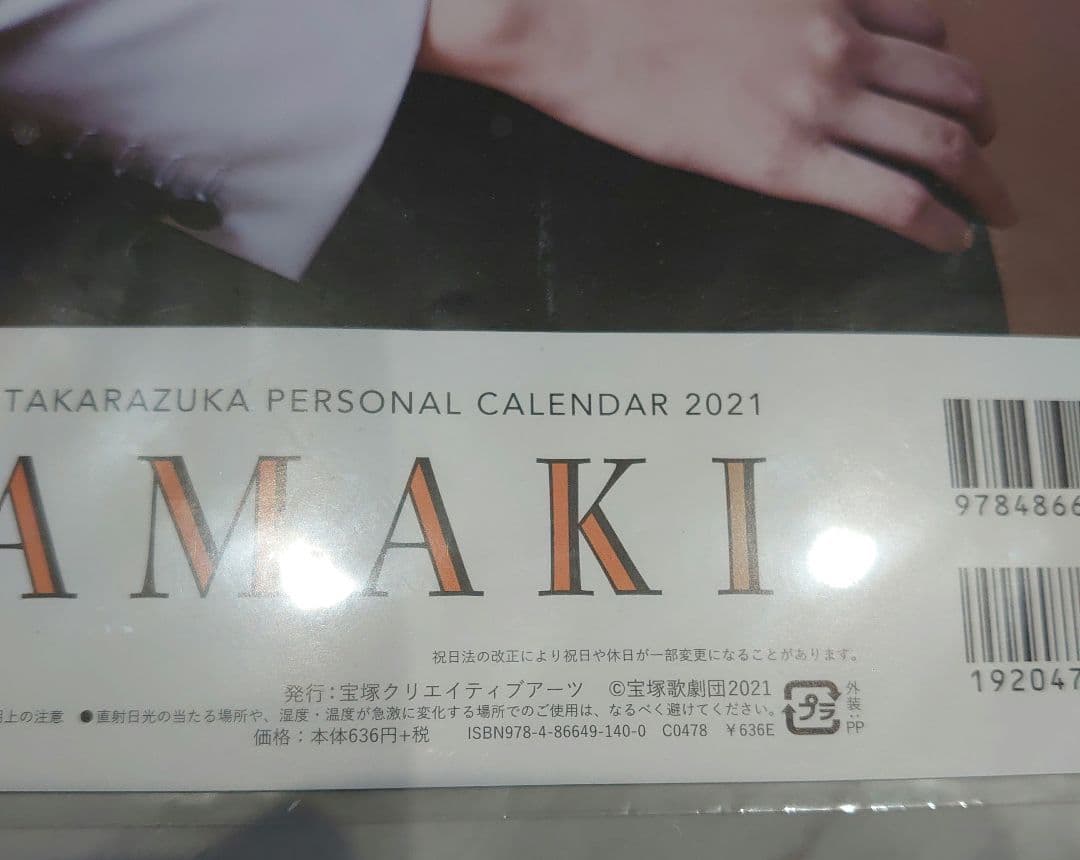 TAKARAZUKA PERSONAL CALENDAR 2021
AMAKI
9784866
祝日法の改正により祝日や休日が一部変更になることがあります。
192047
発行：宝塚クリエイティブアーツ ©宝塚歌劇団2021
上の注意 ●直射日光の当たる場所や、湿度・温度が急激に変化する場所でのご使用は、なるべく避けてください。
価格：本体636円+税 ISBN978-4-86649-140-0 C0478 ¥636E
プラ
外装：PP